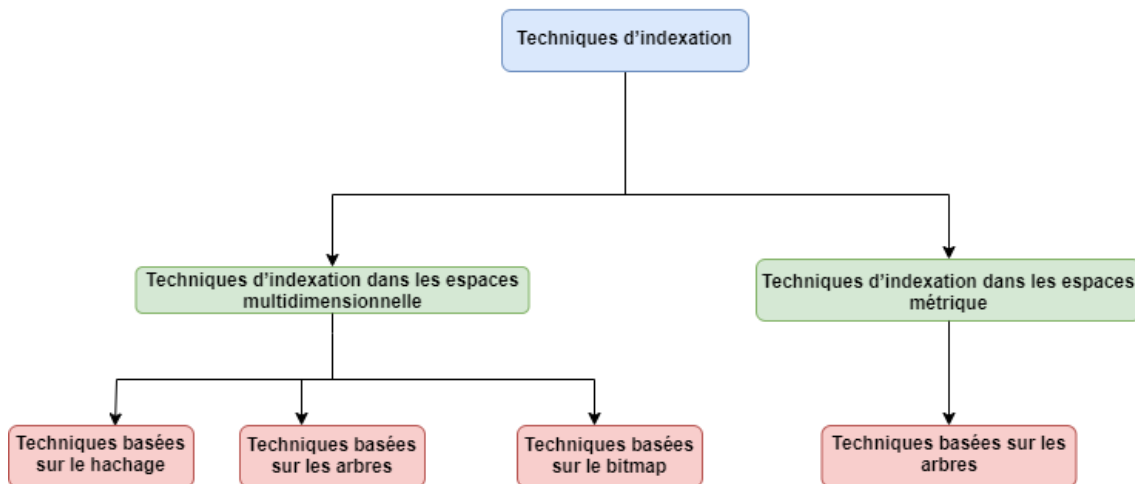 Techniques d'indexation
Techniques d'indexation dans les espaces
multidimensionnelle
Techniques d'indexation dans les espaces
métrique
Techniques basées
sur le hachage
Techniques basées
sur les arbres
Techniques basées
sur le bitmap
Techniques basées sur les
arbres